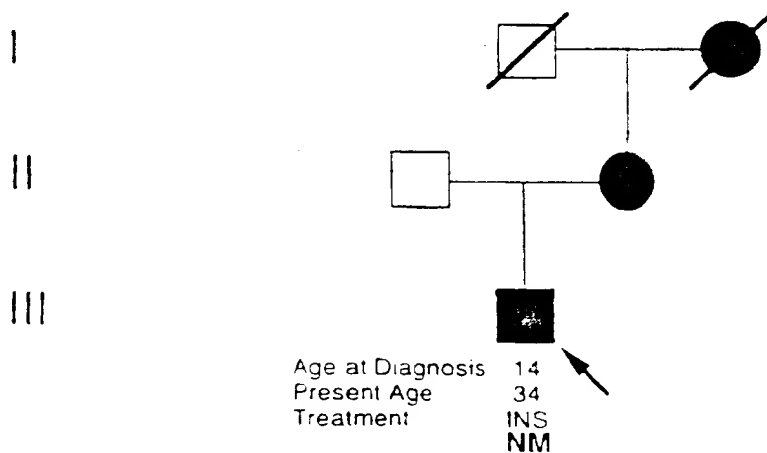 I
II
III
Age at Diagnosis 14
Present Age 34
Treatment INS
NM